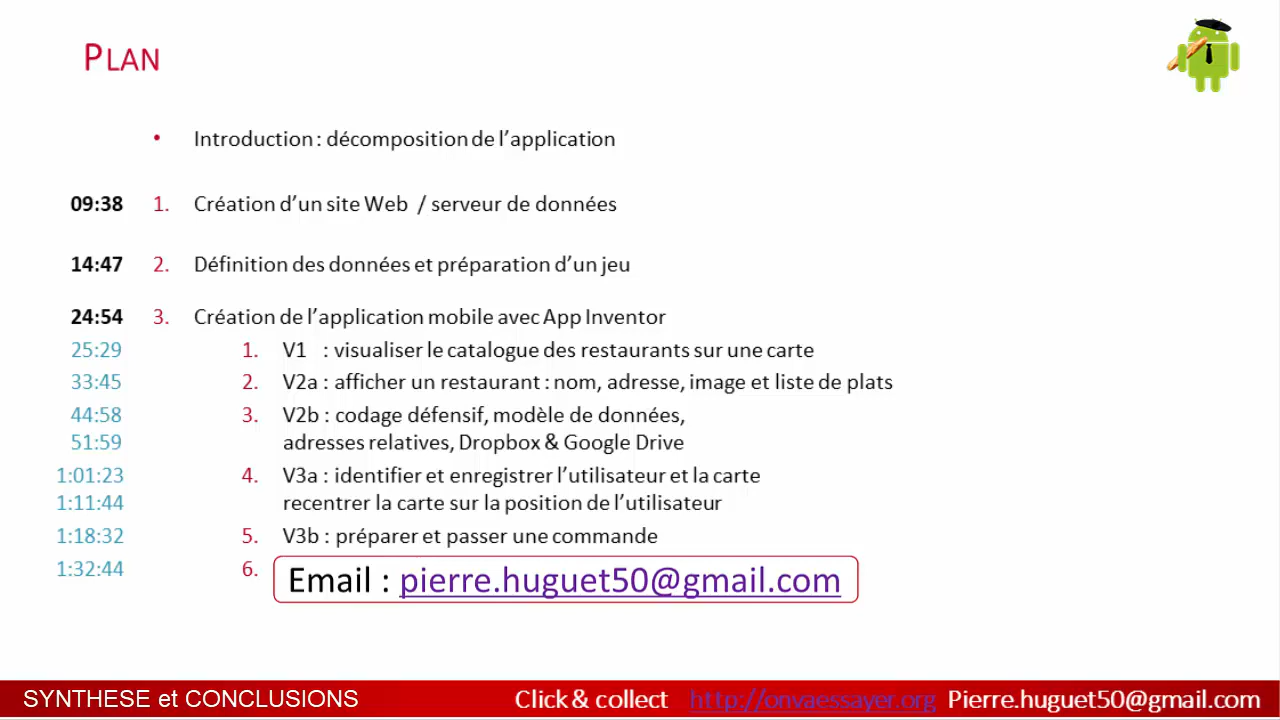 PLAN
• Introduction : décomposition de l’application
09:38 1. Création d’un site Web / serveur de données
14:47 2. Définition des données et préparation d’un jeu
24:54 3. Création de l’application mobile avec App Inventor
25:29 1. V1 : visualiser le catalogue des restaurants sur une carte
33:45 2. V2a : afficher un restaurant : nom, adresse, image et liste de plats
44:58 3. V2b : codage défensif, modèle de données,
51:59 adresses relatives, Dropbox & Google Drive
1:01:23 4. V3a : identifier et enregistrer l’utilisateur et la carte
1:11:44 recentrer la carte sur la position de l’utilisateur
1:18:32 5. V3b : préparer et passer une commande
1:32:44 6. Email : pierre.huguet50@gmail.com
SYNTHESE et CONCLUSIONS Click & collect http://onvaessayer.org Pierre.huguet50@gmail.com